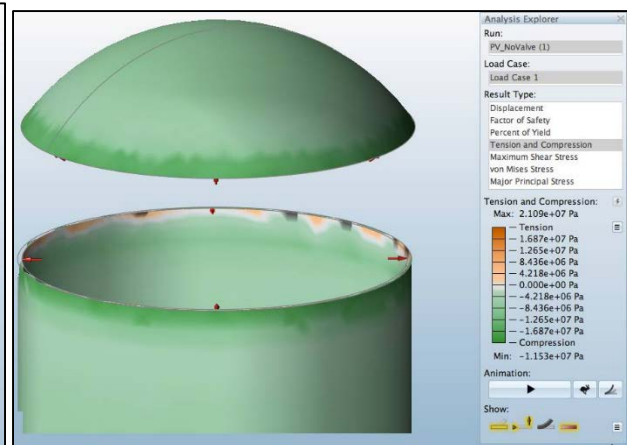 Analysis Explorer
Run:
PV_NoValve (1)
Load Case:
Load Case 1
Result Type:
Displacement
Factor of Safety
Percent of Yield
Tension and Compression
Maximum Shear Stress
von Mises Stress
Major Principal Stress
Tension and Compression:
Max: 2.109e+07 Pa
Tension
1.687e+07 Pa
1.265e+07 Pa
8.436e+06 Pa
4.218e+06 Pa
0.000e+00 Pa
-4.218e+06 Pa
-8.436e+06 Pa
-1.265e+07 Pa
-1.687e+07 Pa
Compression
Min: -1.153e+07 Pa
Animation:
Show: